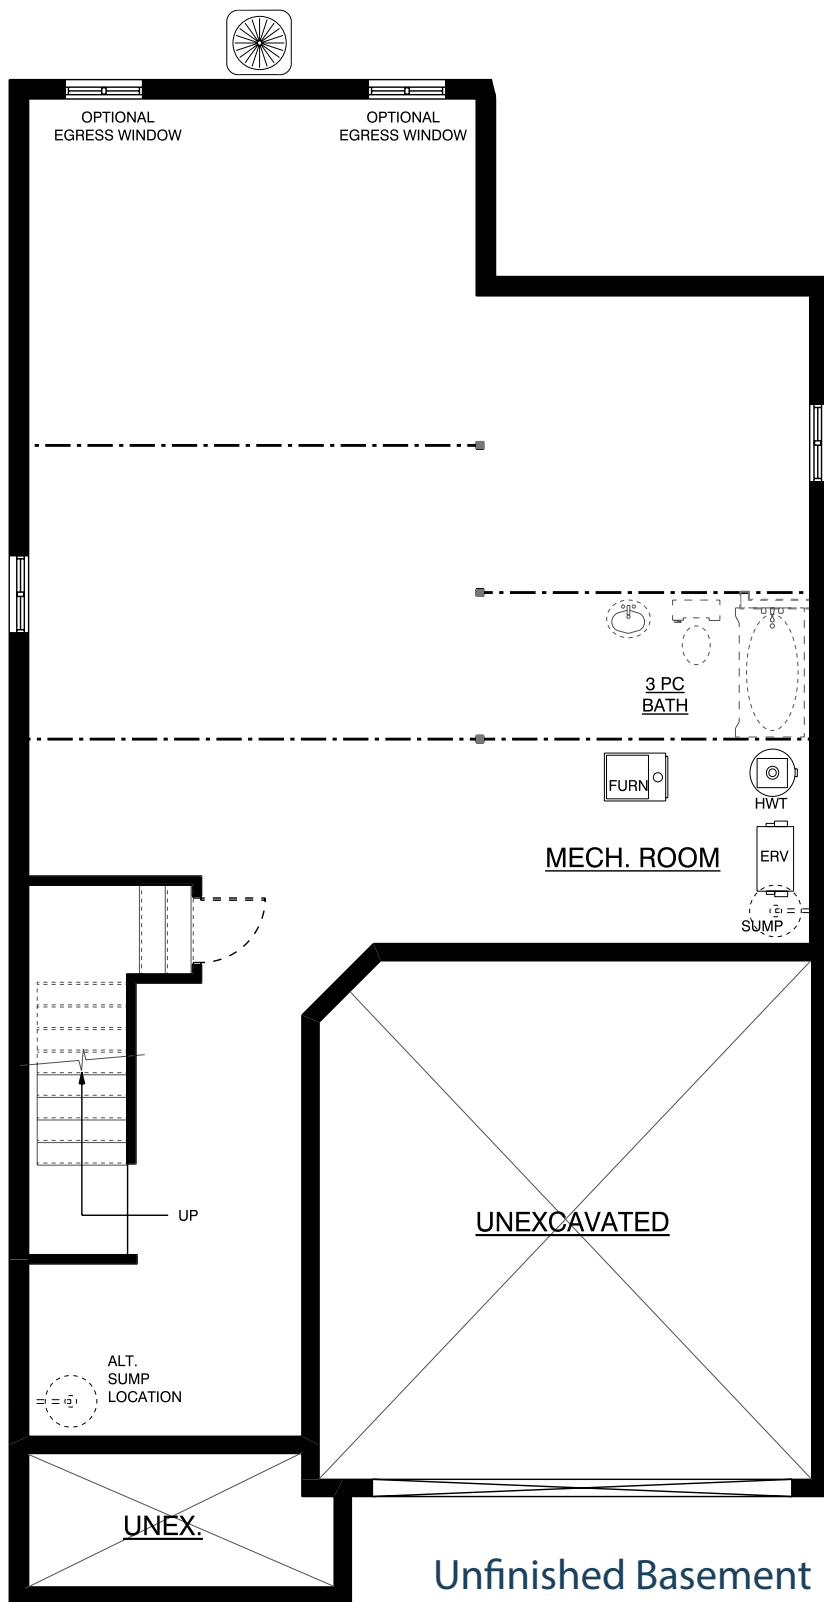 OPTIONAL
EGRESS WINDOW
OPTIONAL
EGRESS WINDOW
3 PC
BATH
FURN
HWT
MECH. ROOM
ERV
SUMP
UP
UNEXCAVATED
ALT.
SUMP
LOCATION
UNEX.
Unfinished Basement